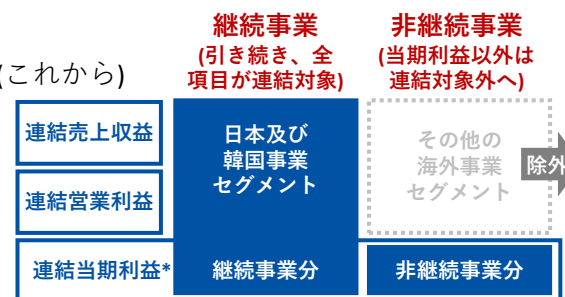 継続事業
(引き続き、全
項目が連結対象)
非継続事業
(当期利益以外は
連結対象外へ)
(これから)
連結売上収益
連結営業利益
日本及び
韓国事業
セグメント
その他の
海外事業
セグメント
除外
連結当期利益*
継続事業分
非継続事業分